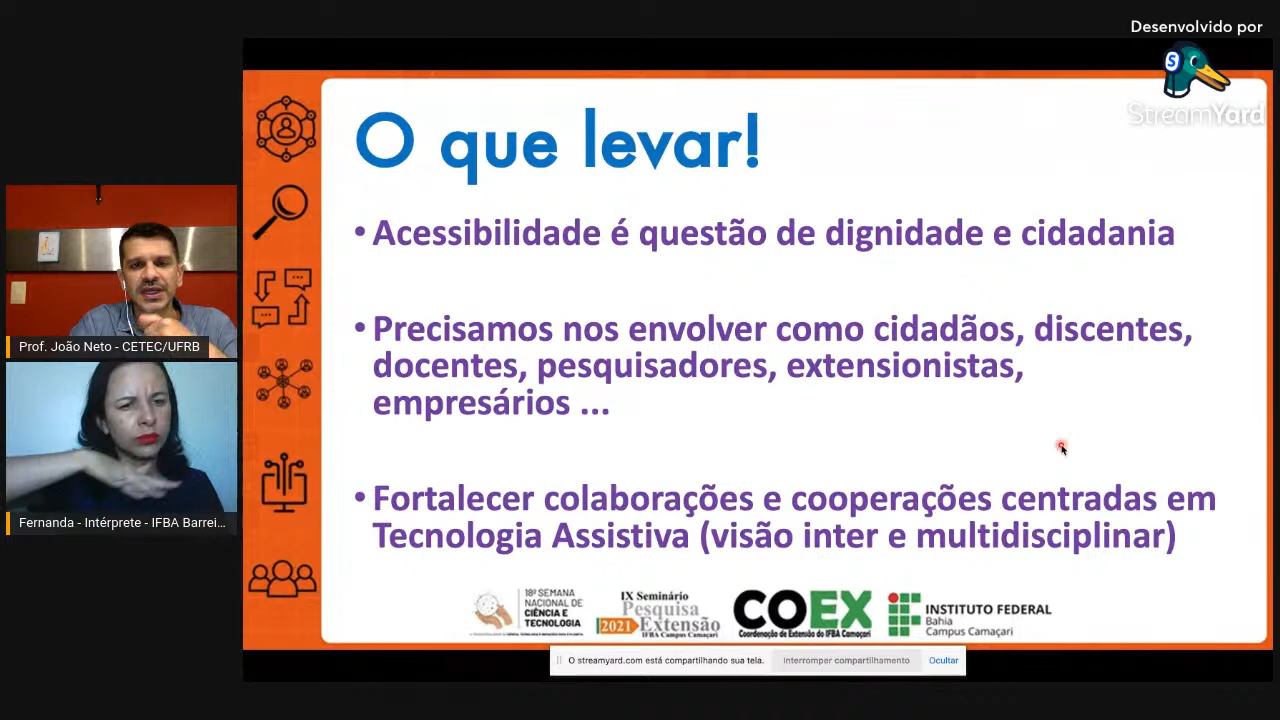 Desenvolvido por
StreamYard
O que levar!
• Acessibilidade é questão de dignidade e cidadania
• Precisamos nos envolver como cidadãos, discentes,
docentes, pesquisadores, extensionistas,
empresários ...
• Fortalecer colaborações e cooperações centradas em
Tecnologia Assistiva (visão inter e multidisciplinar)
Prof. João Neto - CETEC/UFRB
Fernanda - Intérprete - IFBA Barrei...
18ª SEMANA
NACIONAL DE
CIÊNCIA E
TECNOLOGIA
IX Seminário
Pesquisa
2021 Extensão
IFBA Campus Camaçari
COEX
Coordenação de Extensão do IFBA Camaçari
INSTITUTO FEDERAL
Bahia
Campus Camaçari
O streamyard.com está compartilhando sua tela.
Interromper compartilhamento
Ocultar